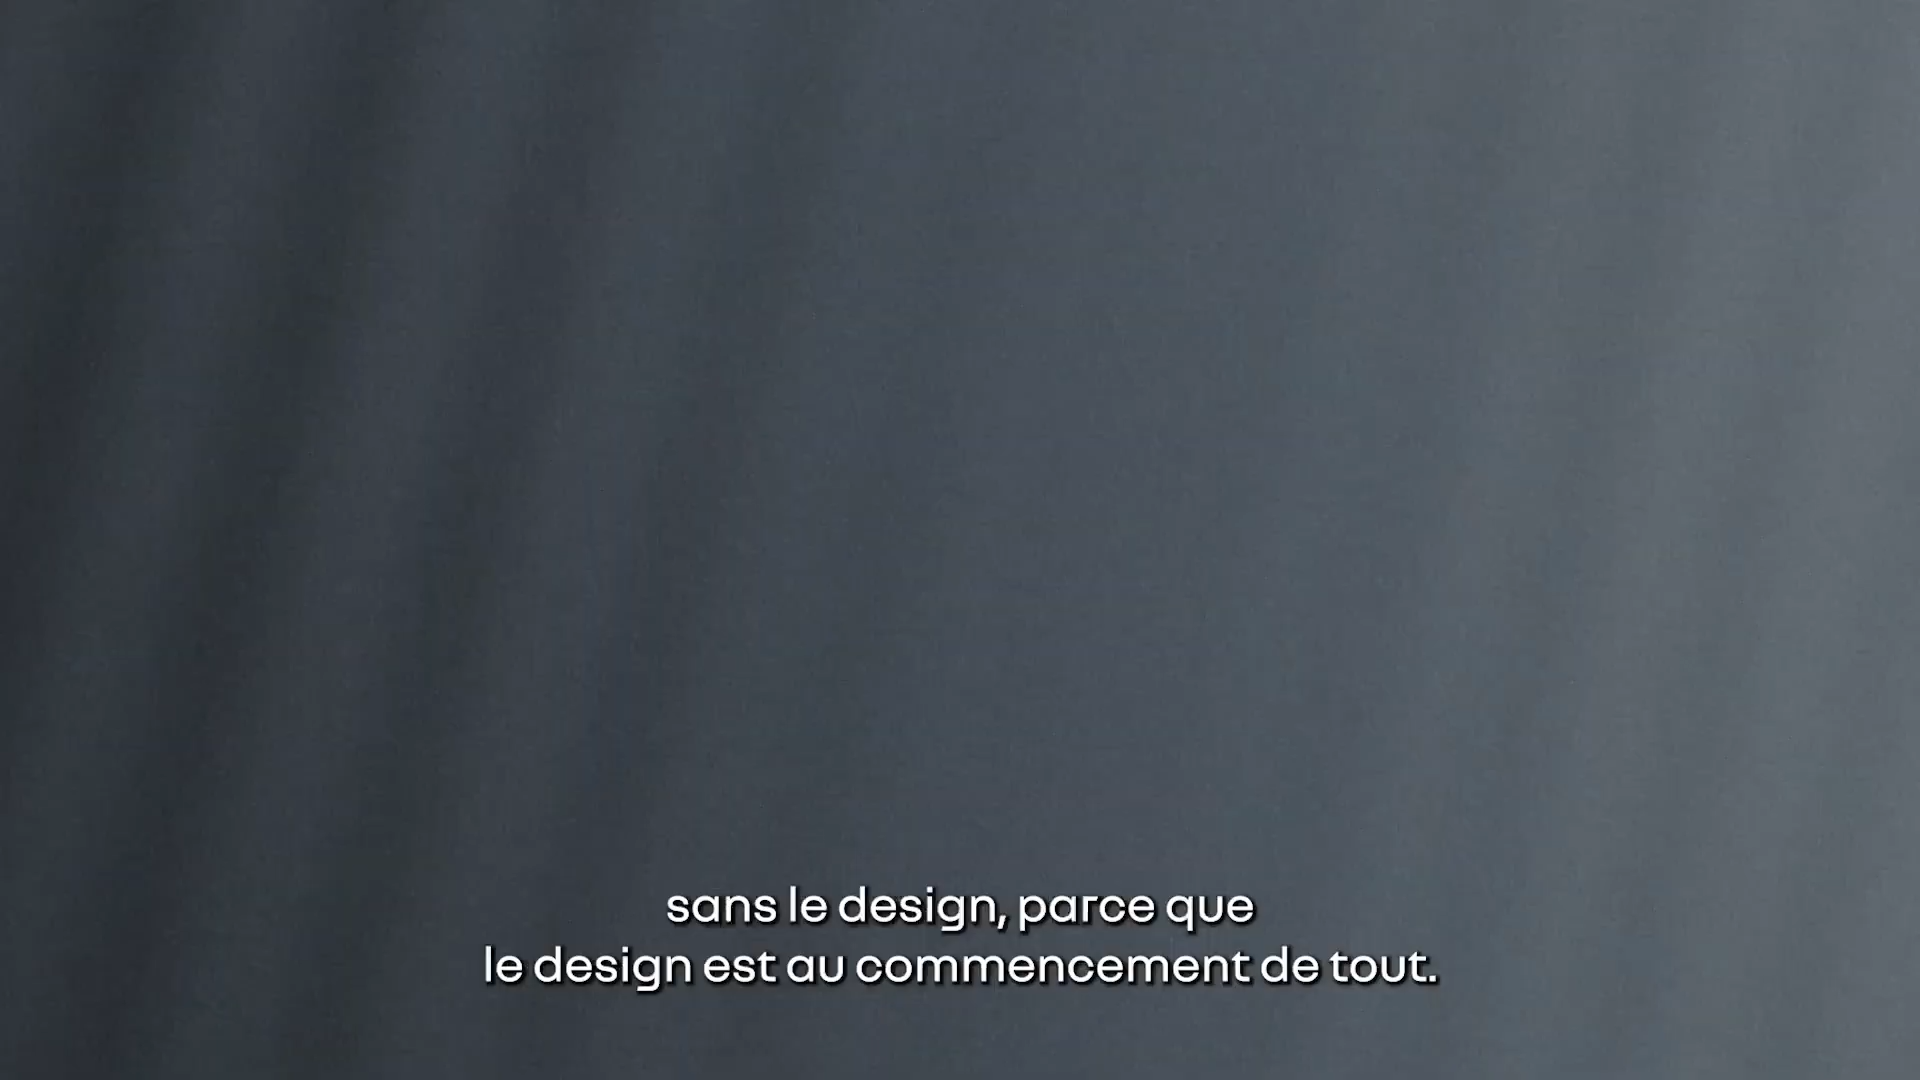 sans le design, parce que
le design est au commencement de tout.